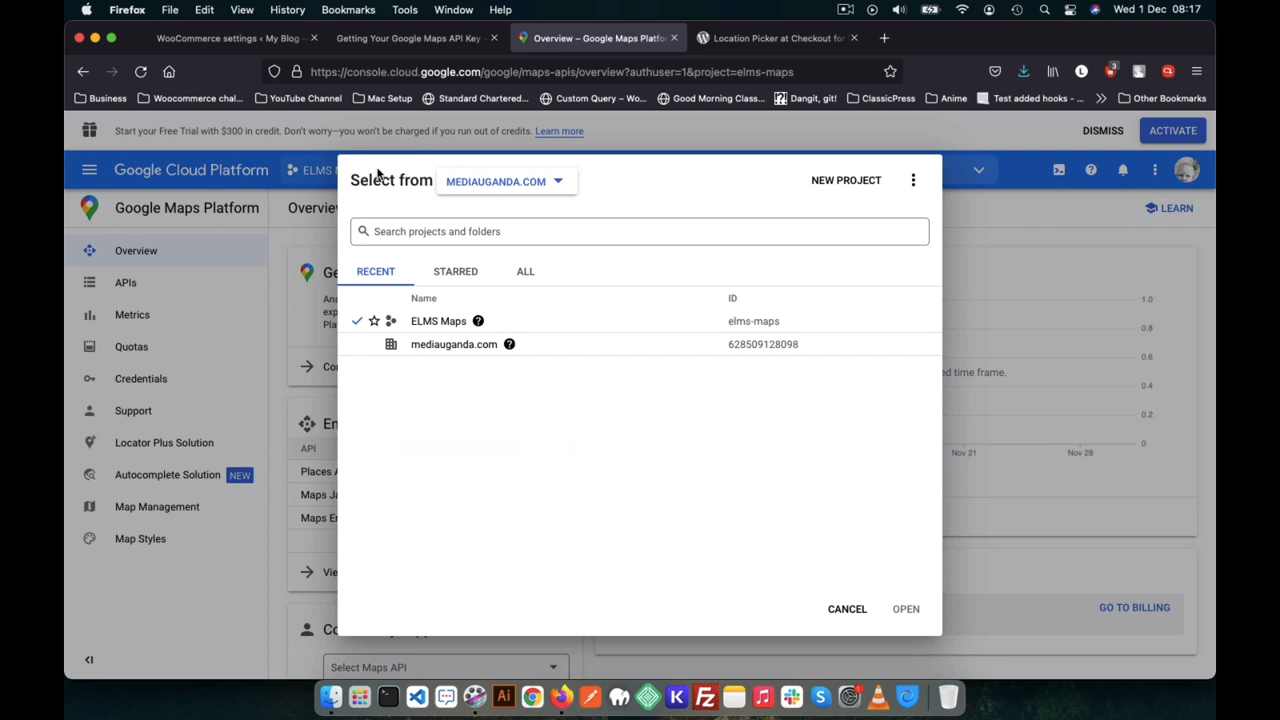 Firefox File Edit View History Bookmarks Tools Window Help Wed 1 Dec 08:17
WooCommerce settings ‹ My Blog Getting Your Google Maps API Key Overview – Google Maps Platfo Location Picker at Checkout for
https://console.cloud.google.com/google/maps-apis/overview?authuser=1&project=elms-maps
Business Woocommerce chal... YouTube Channel Mac Setup Standard Chartered... Custom Query – Wo... Good Morning Class... Dangit, git! ClassicPress Anime Test added hooks - ... Other Bookmarks
Start your Free Trial with $300 in credit. Don't worry—you won't be charged if you run out of credits. Learn more DISMISS ACTIVATE
Google Cloud Platform ELMS
Select from MEDIAUGANDA.COM NEW PROJECT
Google Maps Platform Overv LEARN
Search projects and folders
Overview
RECENT STARRED ALL
APIs
Name ID
ELMS Maps elms-maps
mediauganda.com 628509128098
Metrics
Quotas
Credentials
Support
Locator Plus Solution
Autocomplete Solution NEW
Map Management
Map Styles
Ge
Ans
exp
Pla
Co
En
API
Places A
Maps Ja
Maps E
Vie
Select Maps API
1.0
0.8
0.6
ed time frame.
0.4
0.2
0
Nov 21 Nov 28
CANCEL OPEN
GO TO BILLING